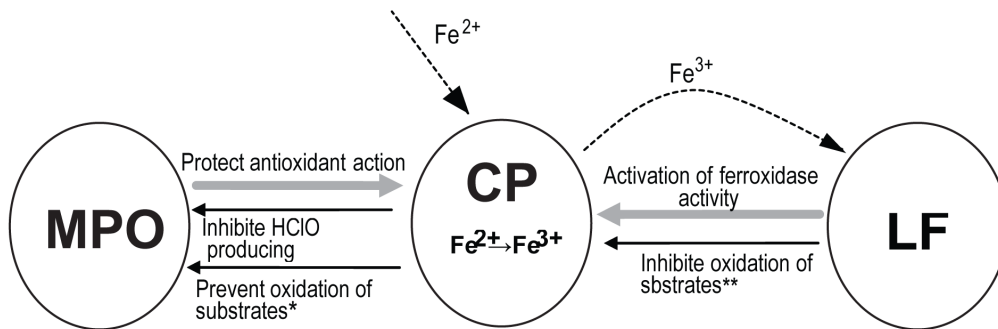 Fe2+
Fe3+
Protect antioxidant action
MPO
Inhibite HClO
producing
Prevent oxidation of
substrates*
CP
Fe2+→Fe3+
Activation of ferroxidase
activity
Inhibite oxidation of
sbstrates**
LF